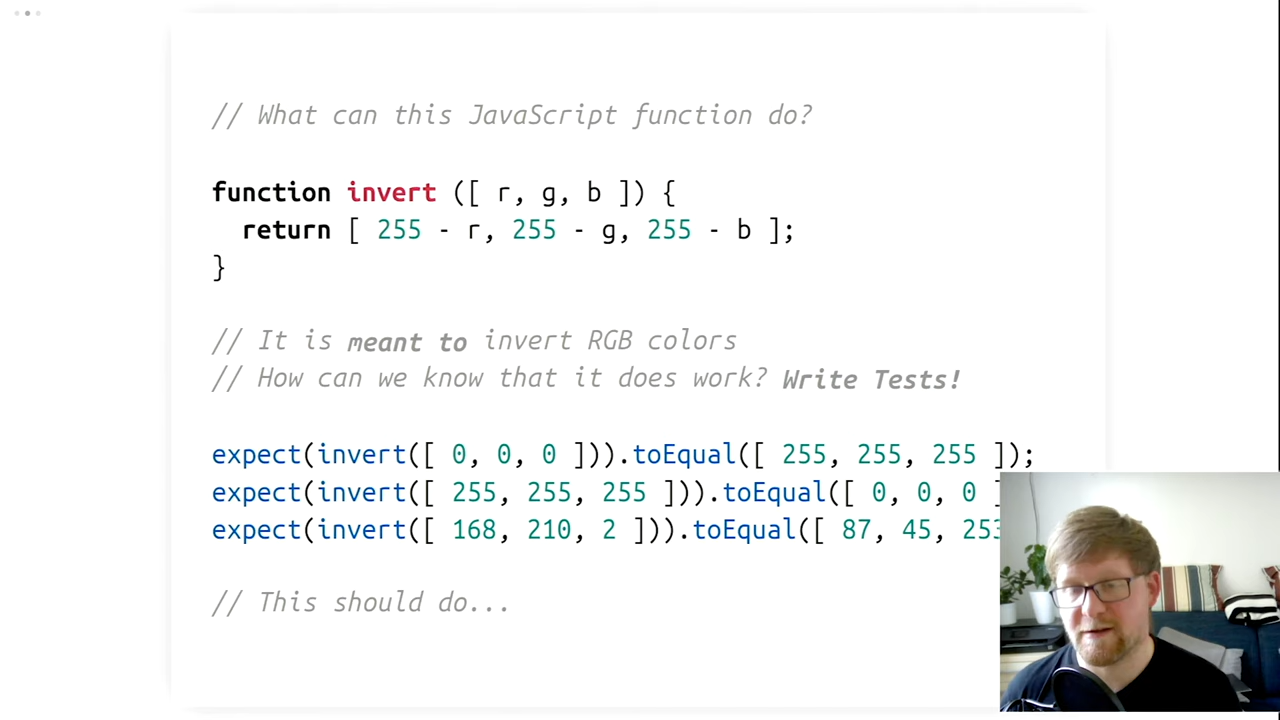 // What can this JavaScript function do?
function invert ([ r, g, b ]) {
return [ 255 - r, 255 - g, 255 - b ];
}
// It is meant to invert RGB colors
// How can we know that it does work? Write Tests!
expect(invert([ 0, 0, 0 ])).toEqual([ 255, 255, 255 ]);
expect(invert([ 255, 255, 255 ])).toEqual([ 0, 0, 0 ]
expect(invert([ 168, 210, 2 ])).toEqual([ 87, 45, 253
// This should do...